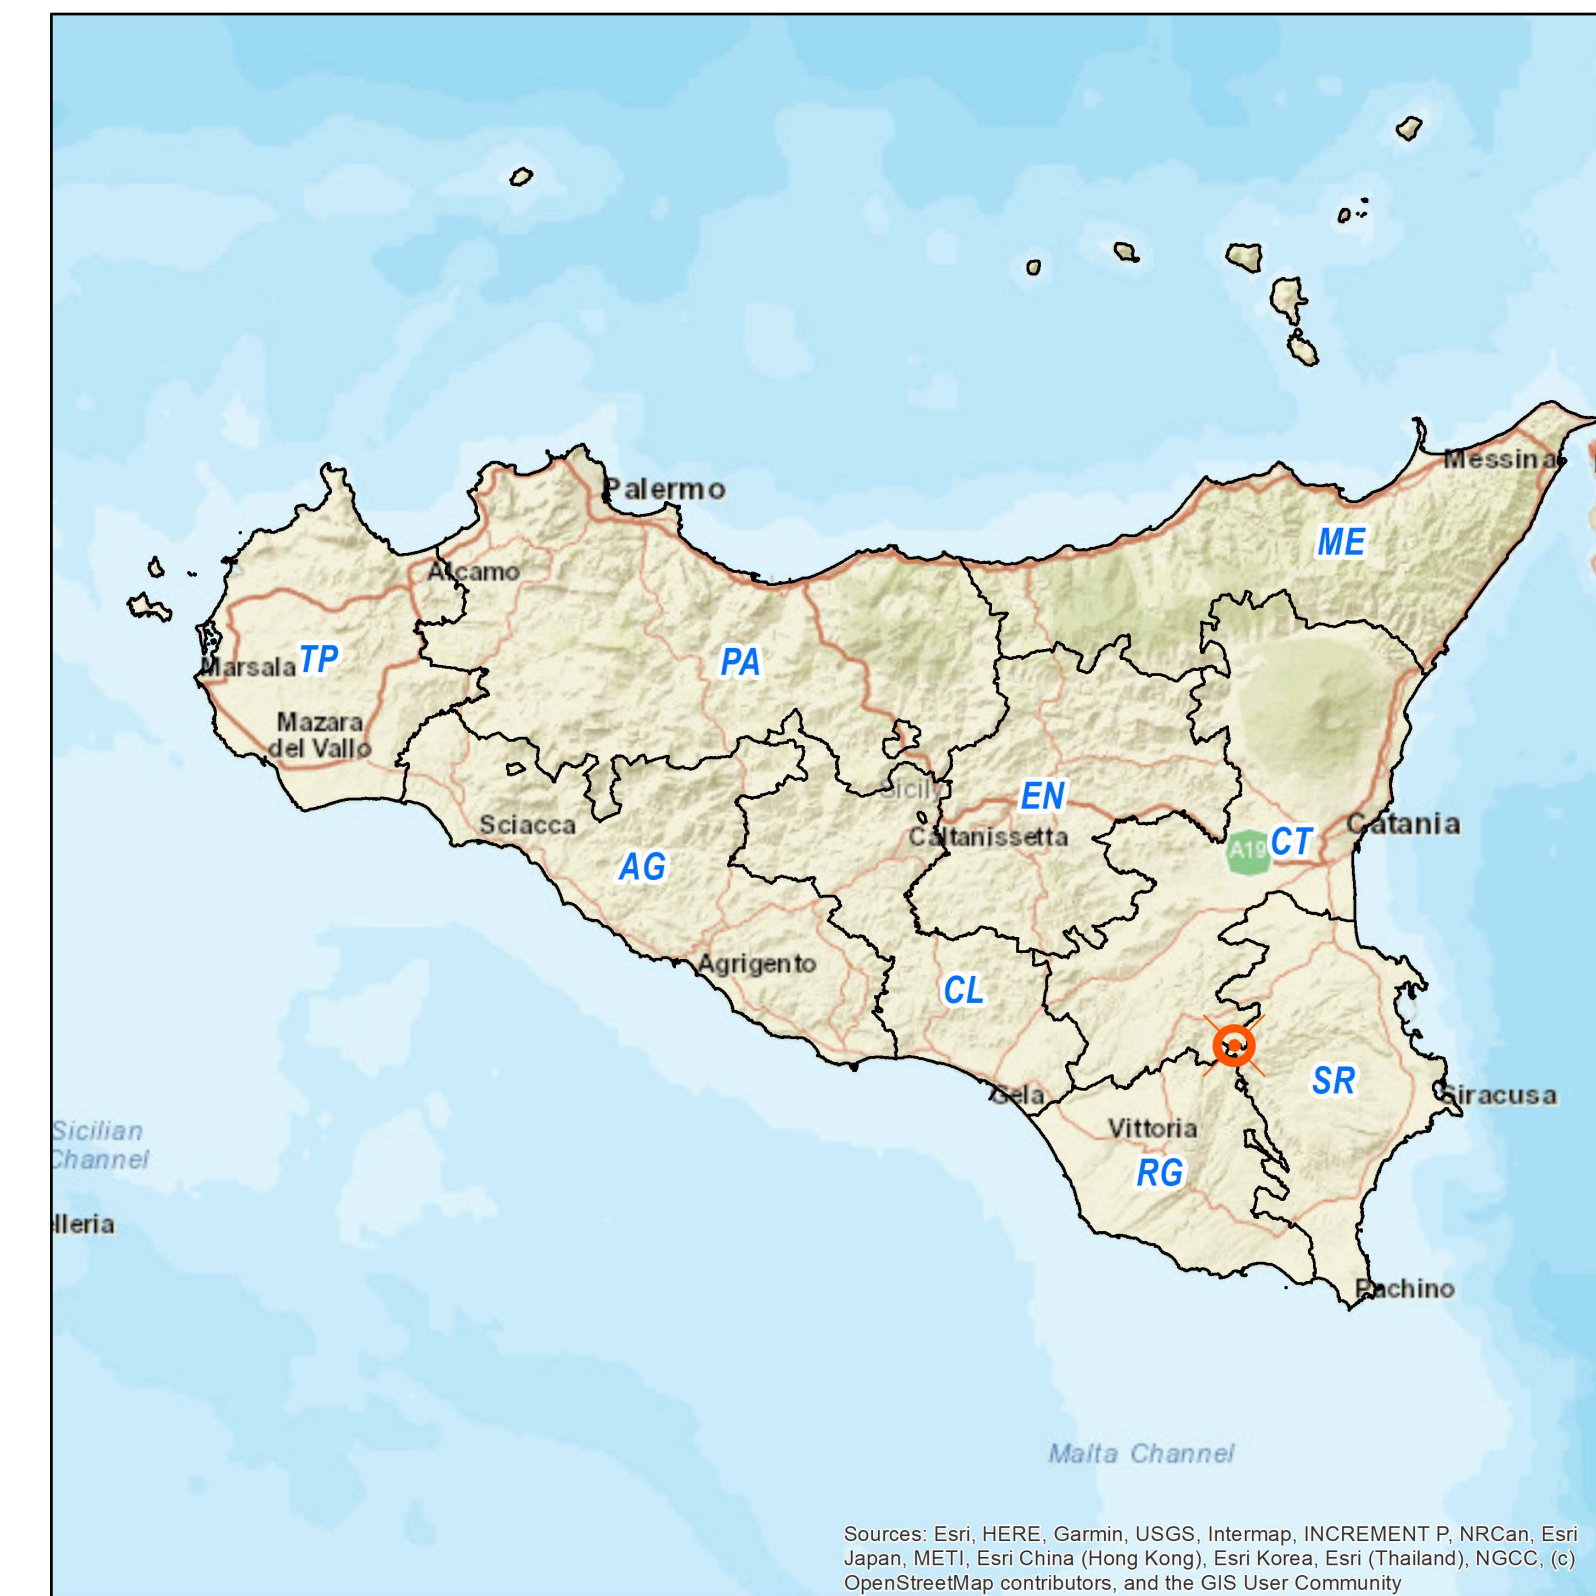 Palermo
Messina
ME
Alcamo
Marsala
TP
PA
Mazara
del Vallo
Sicily
EN
Sciacca
Caltanissetta
A19
CT
Catania
AG
Agrigento
CL
SR
Gela
Siracusa
Vittoria
Sicilian
Channel
RG
elleria
Pachino
Malta Channel
Sources: Esri, HERE, Garmin, USGS, Intermap, INCREMENT P, NRCan, Esri
Japan, METI, Esri China (Hong Kong), Esri Korea, Esri (Thailand), NGCC, (c)
OpenStreetMap contributors, and the GIS User Community